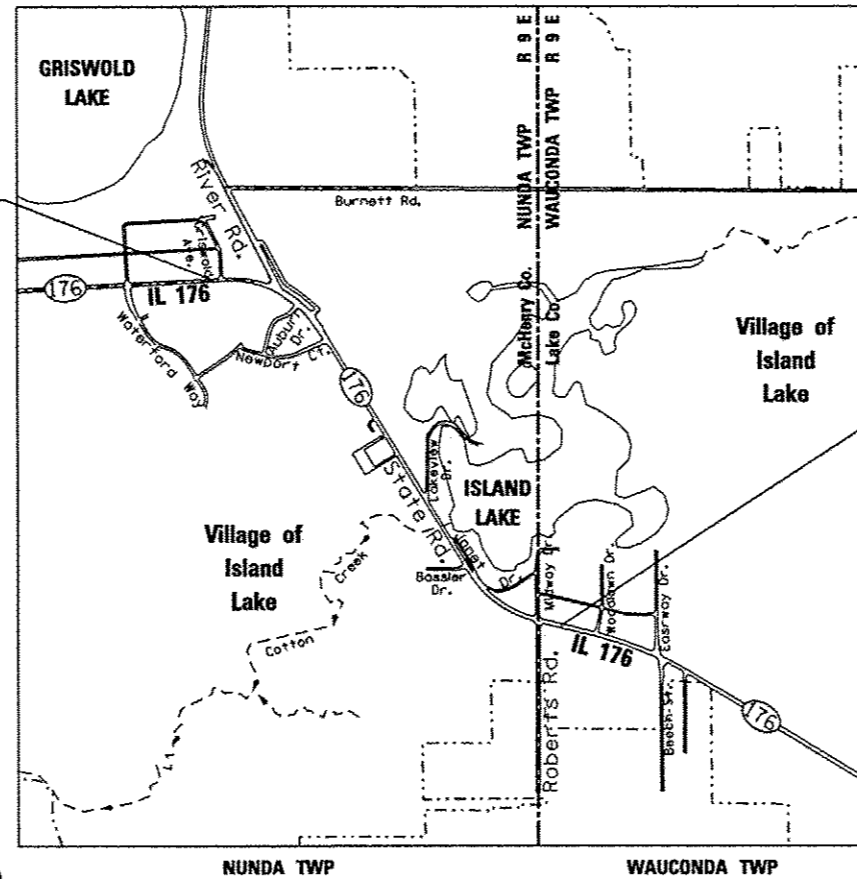 GRISWOLD
LAKE
NUNDA TWP R 9 E
WAUCONDA TWP R 9 E
River Rd.
Burnett Rd.
Griswold
Ave.
176
IL 176
McHenry Co.
Lake Co.
Village of
Island
Lake
Waterford Way
Auburn
Dr.
Newport Ct.
176
State Rd.
Lakeview
Dr.
ISLAND
LAKE
Village of
Island
Lake
Janet Dr.
Bassler
Dr.
Midway Dr.
Woodlawn Dr.
Eastway Dr.
IL 176
Creek
Cotton
Roberts Rd.
Beach St.
176
NUNDA TWP
WAUCONDA TWP